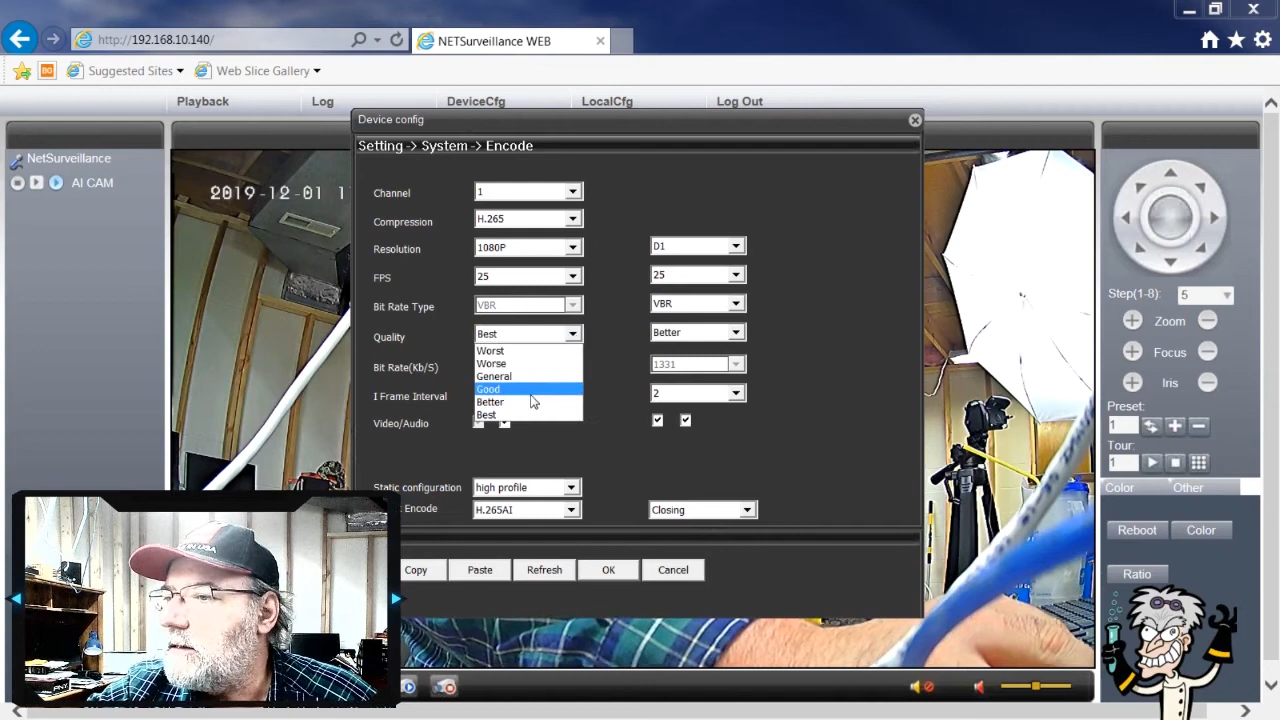 http://192.168.10.140/
NETSurveillance WEB
BO
Suggested Sites
Web Slice Gallery
Playback
Log
DeviceCfg
LocalCfg
Log Out
NetSurveillance
AI CAM
2019-12-01 1
Device config
Setting -> System -> Encode
Channel 1
Compression H.265
Resolution 1080P D1
FPS 25 25
Bit Rate Type VBR VBR
Quality Best Better
Worst
Worse
General
Good
Better
Best
Bit Rate(Kb/S) 1331
I Frame Interval 2
Video/Audio
Static configuration high profile
Encode H.265AI Closing
Copy Paste Refresh OK Cancel
Step(1-8): 5
Zoom
Focus
Iris
Preset:
1
Tour:
1
Color Other
Reboot Color
Ratio